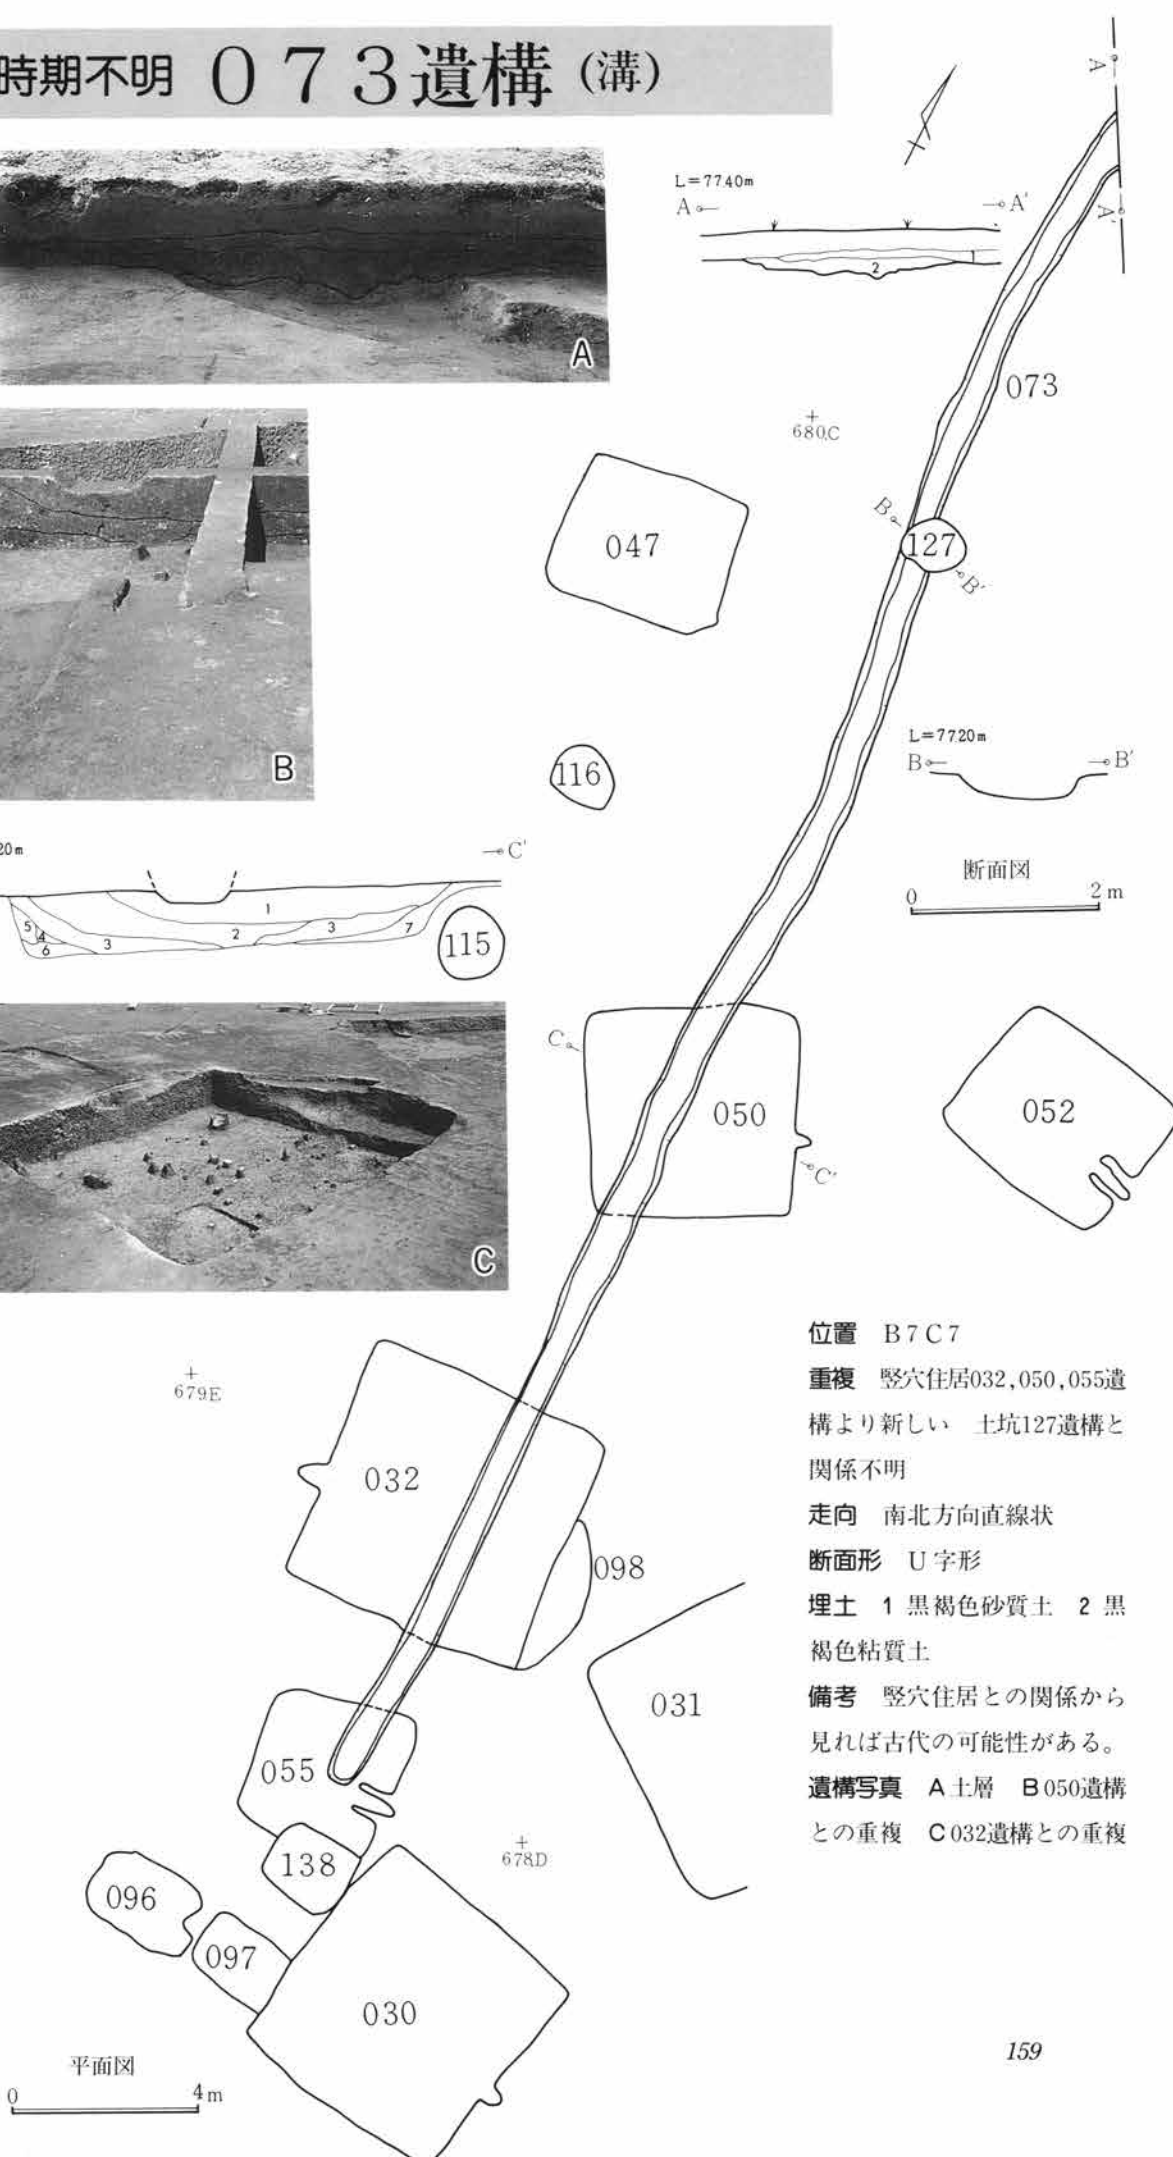 時期不明 073遺構（溝）
A
A'
L=7740m
A
A'
1
2
A
073
680C
047
B
127
B'
B
116
L=7720m
B
B'
断面図
0
2m
20m
C'
1
2
3
3
4
5
6
7
115
C
050
C'
052
C
679E
032
098
031
055
138
678D
096
097
030
位置 B7C7
重複 竪穴住居032,050,055遺
構より新しい 土坑127遺構と
関係不明
走向 南北方向直線状
断面形 U字形
埋土 1 黒褐色砂質土 2 黒
褐色粘質土
備考 竪穴住居との関係から
見れば古代の可能性がある。
遺構写真 A土層 B050遺構
との重複 C032遺構との重複
平面図
0
4m
159